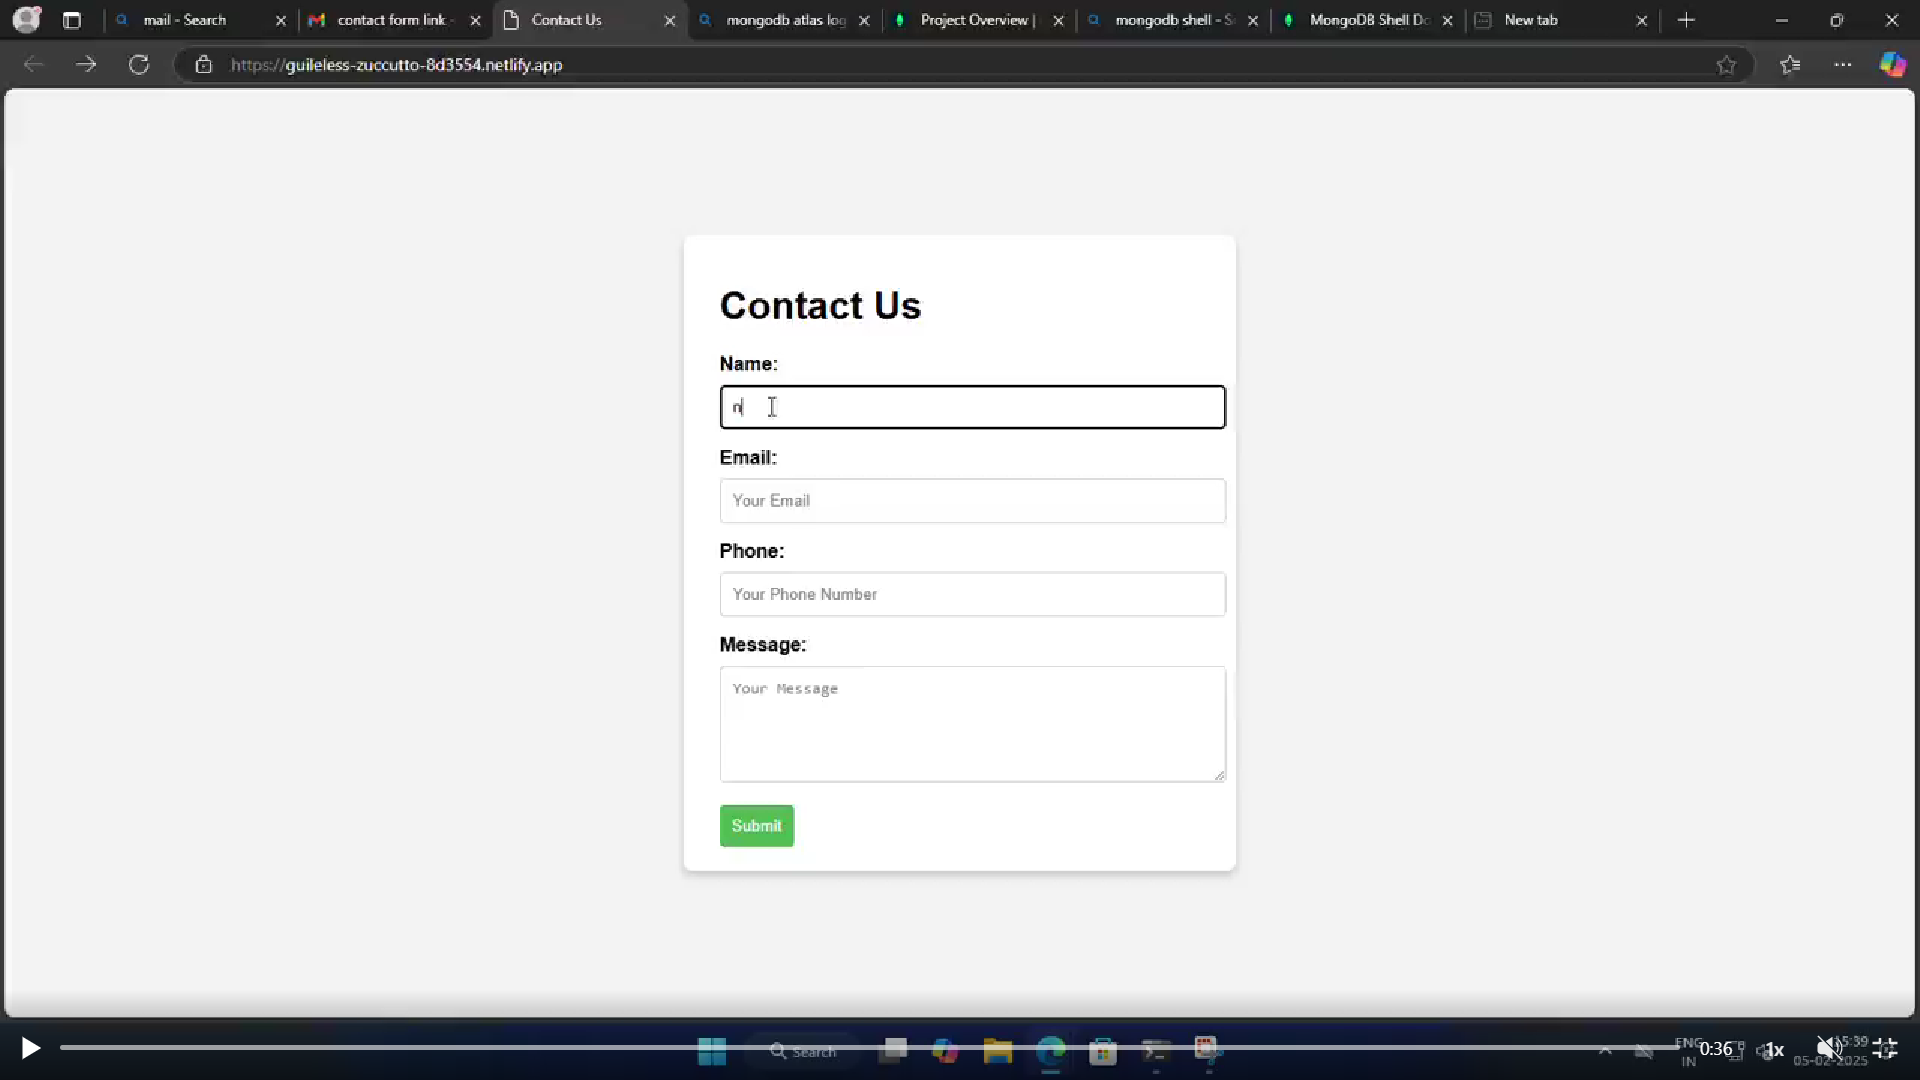 mail - Search
contact form link -
Contact Us
mongodb atlas log
Project Overview |
mongodb shell - S
MongoDB Shell Do
New tab
https://guileless-zuccutto-8d3554.netlify.app
Contact Us
Name:
n
Email:
Your Email
Phone:
Your Phone Number
Message:
Your Message
Submit
Search
ENG
IN
0:36
1x
15:39
05-02-2025